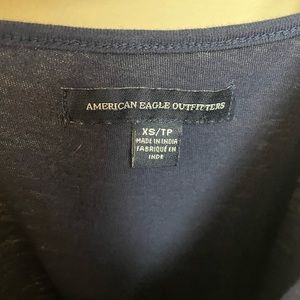 AMERICAN EAGLE OUTFITTERS
XS/TP
MADE IN INDIA
FABRIQUÉ EN
INDE